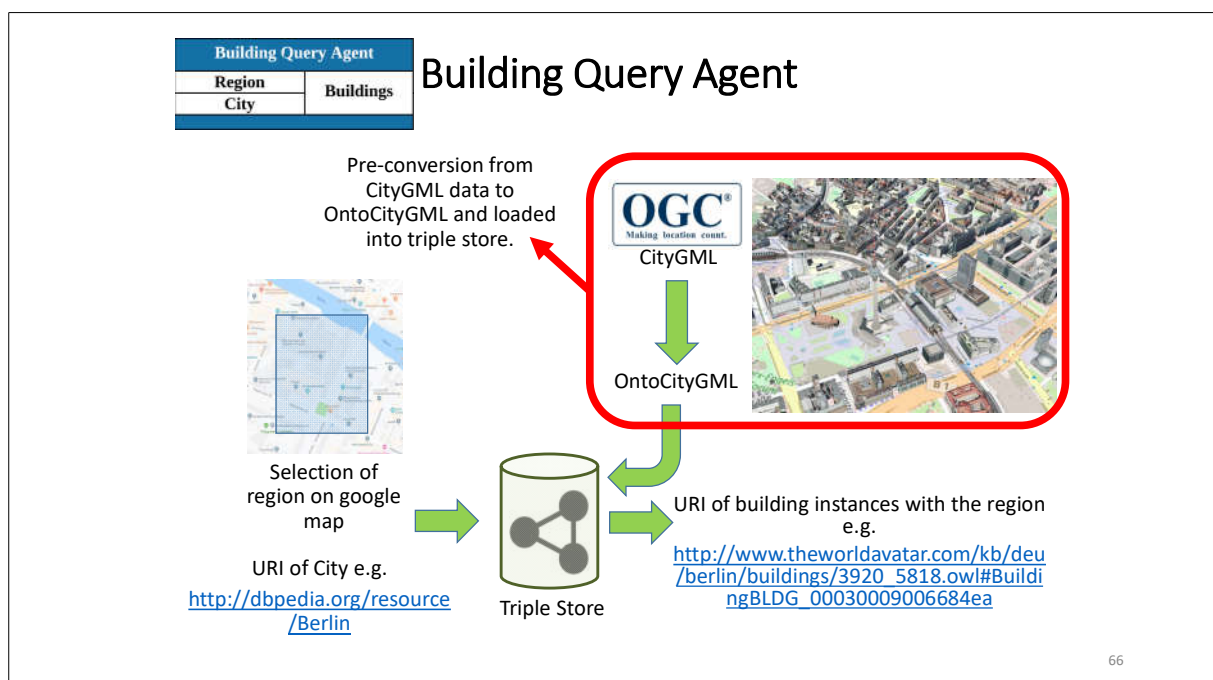 Building Query Agent
Region
City
Buildings
Building Query Agent
Pre-conversion from
CityGML data to
OntoCityGML and loaded
into triple store.
OGC®
Making location count.
CityGML
OntoCityGML
Selection of
region on google
map
URI of City e.g.
http://dbpedia.org/resource
/Berlin
Triple Store
URI of building instances with the region
e.g.
http://www.theworldavatar.com/kb/deu
/berlin/buildings/3920_5818.owl#Buildi
ngBLDG_00030009006684ea
66